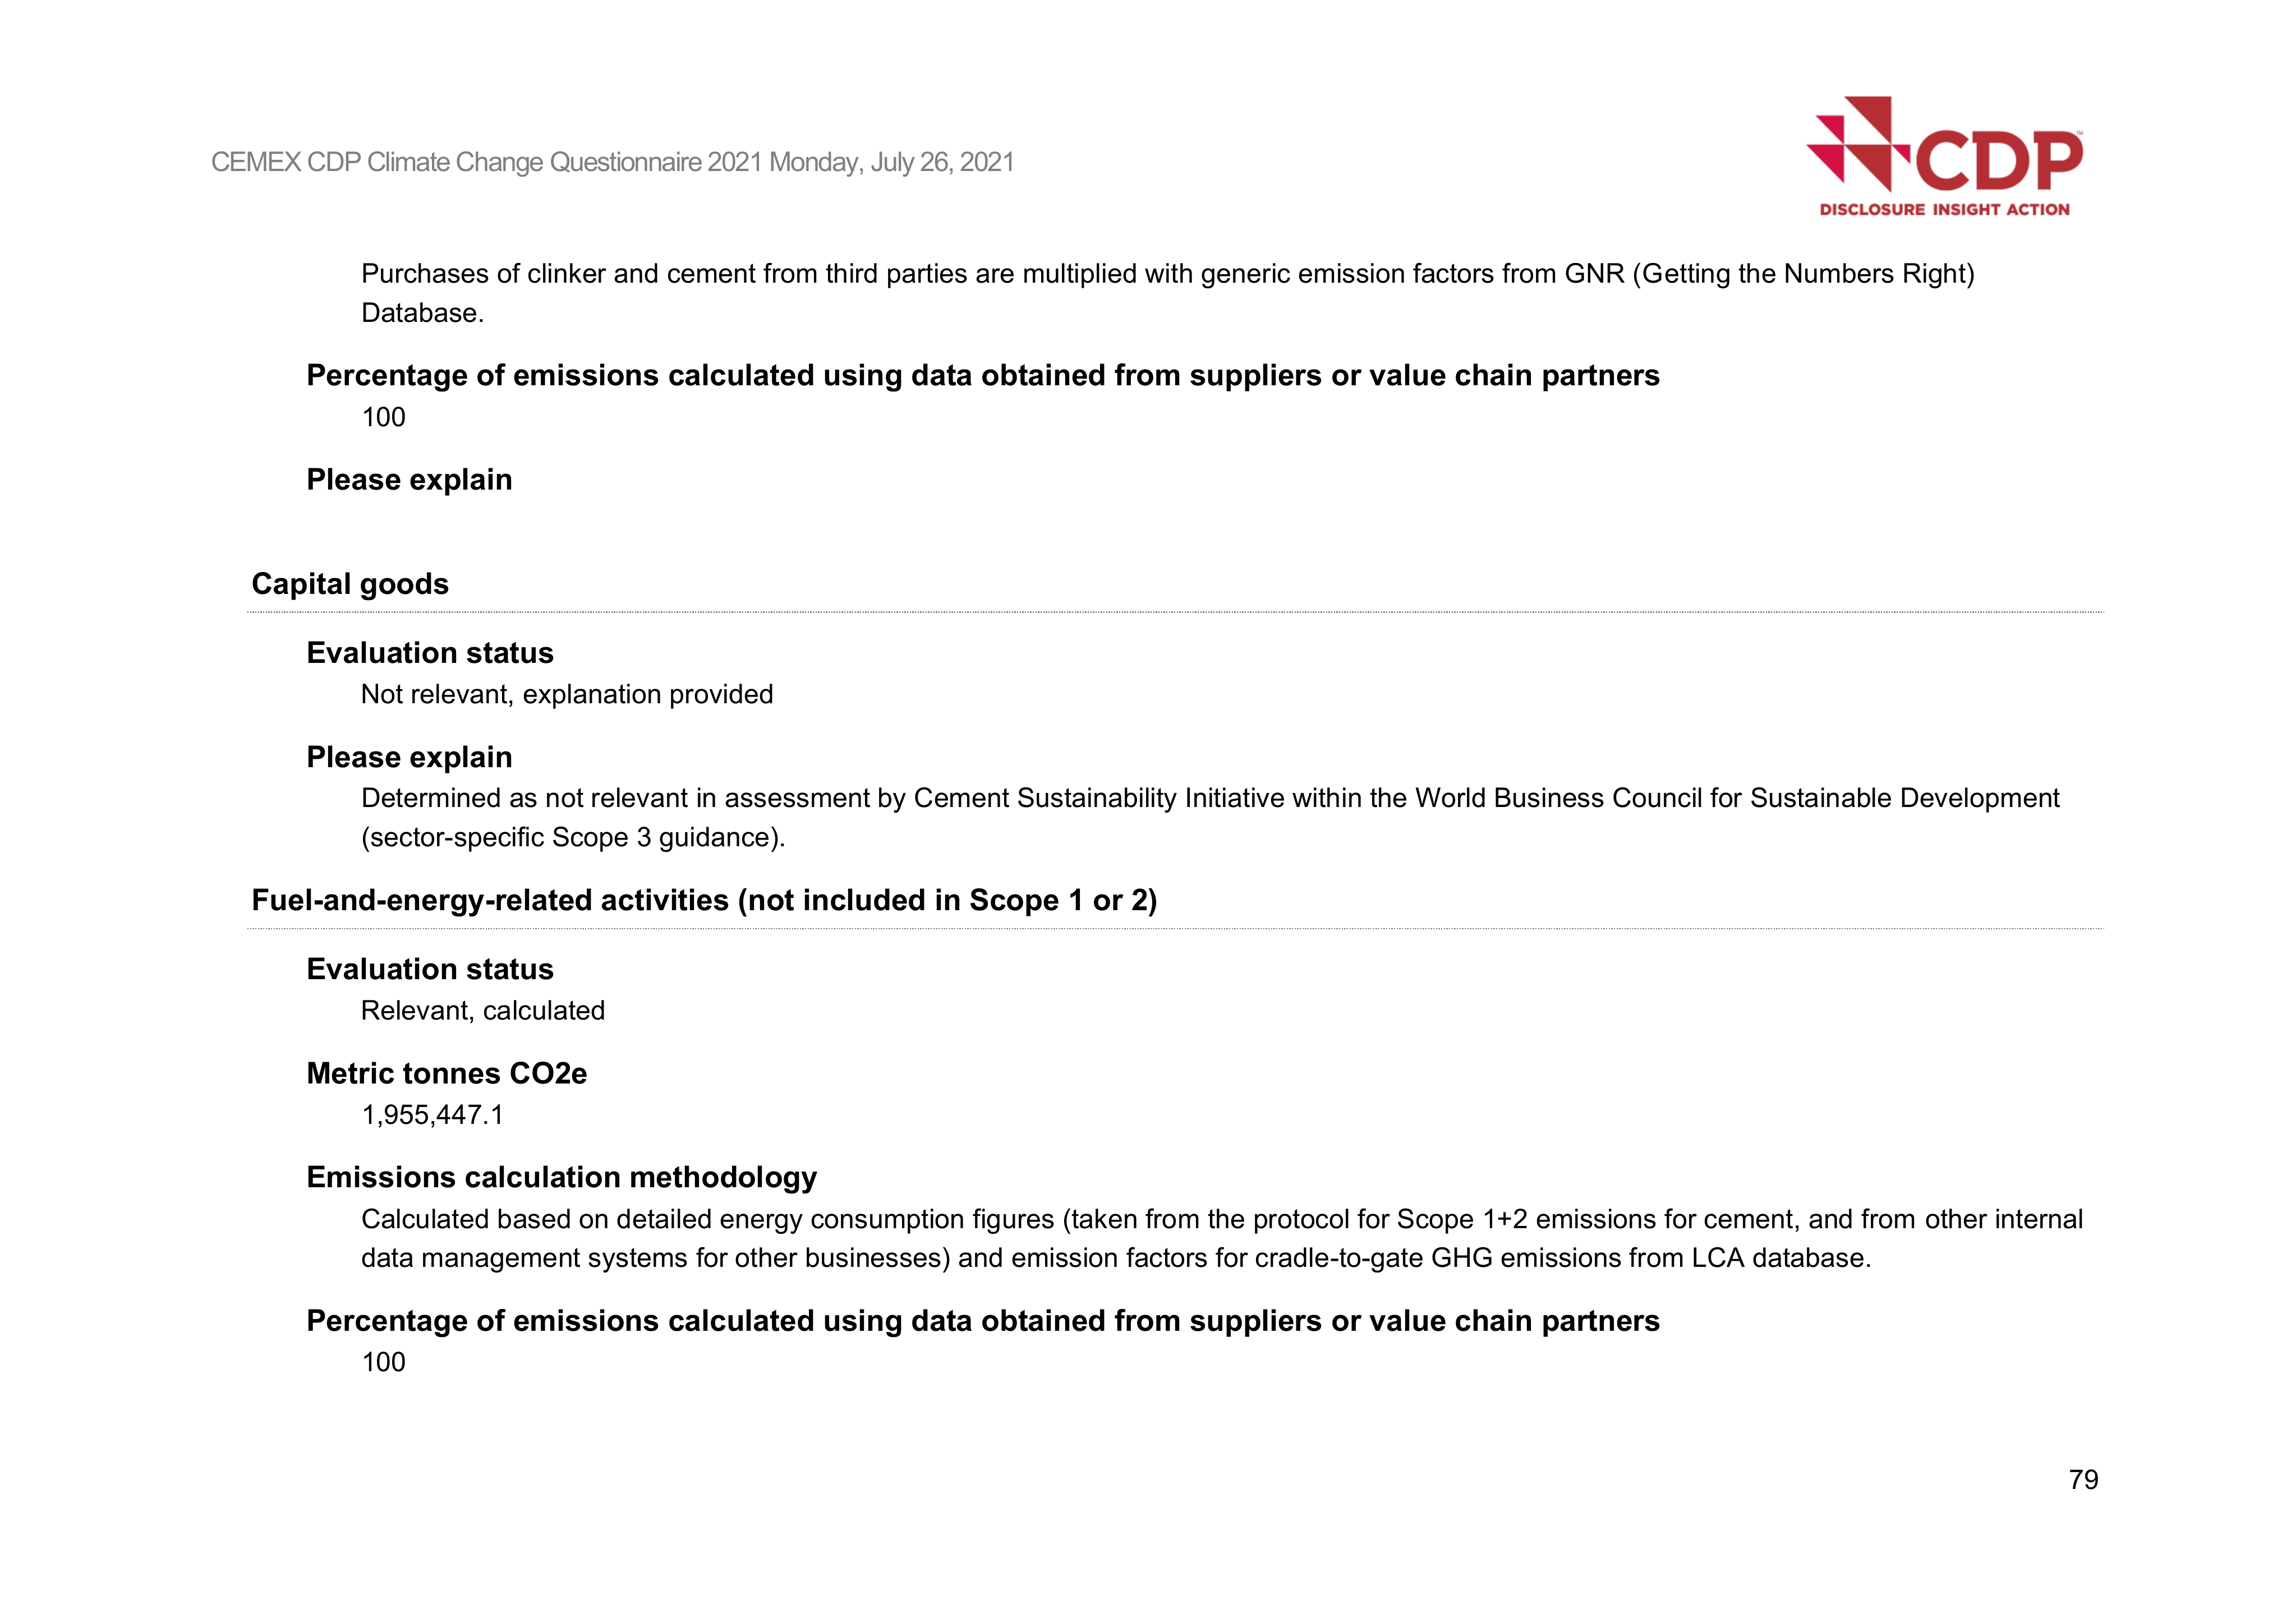 CEMEX CDP Climate Change Questionnaire 2021 Monday, July 26, 2021
CDP™
DISCLOSURE INSIGHT ACTION
Purchases of clinker and cement from third parties are multiplied with generic emission factors from GNR (Getting the Numbers Right)
Database.
Percentage of emissions calculated using data obtained from suppliers or value chain partners
100
Please explain
Capital goods
Evaluation status
Not relevant, explanation provided
Please explain
Determined as not relevant in assessment by Cement Sustainability Initiative within the World Business Council for Sustainable Development
(sector-specific Scope 3 guidance).
Fuel-and-energy-related activities (not included in Scope 1 or 2)
Evaluation status
Relevant, calculated
Metric tonnes CO2e
1,955,447.1
Emissions calculation methodology
Calculated based on detailed energy consumption figures (taken from the protocol for Scope 1+2 emissions for cement, and from other internal
data management systems for other businesses) and emission factors for cradle-to-gate GHG emissions from LCA database.
Percentage of emissions calculated using data obtained from suppliers or value chain partners
100
79